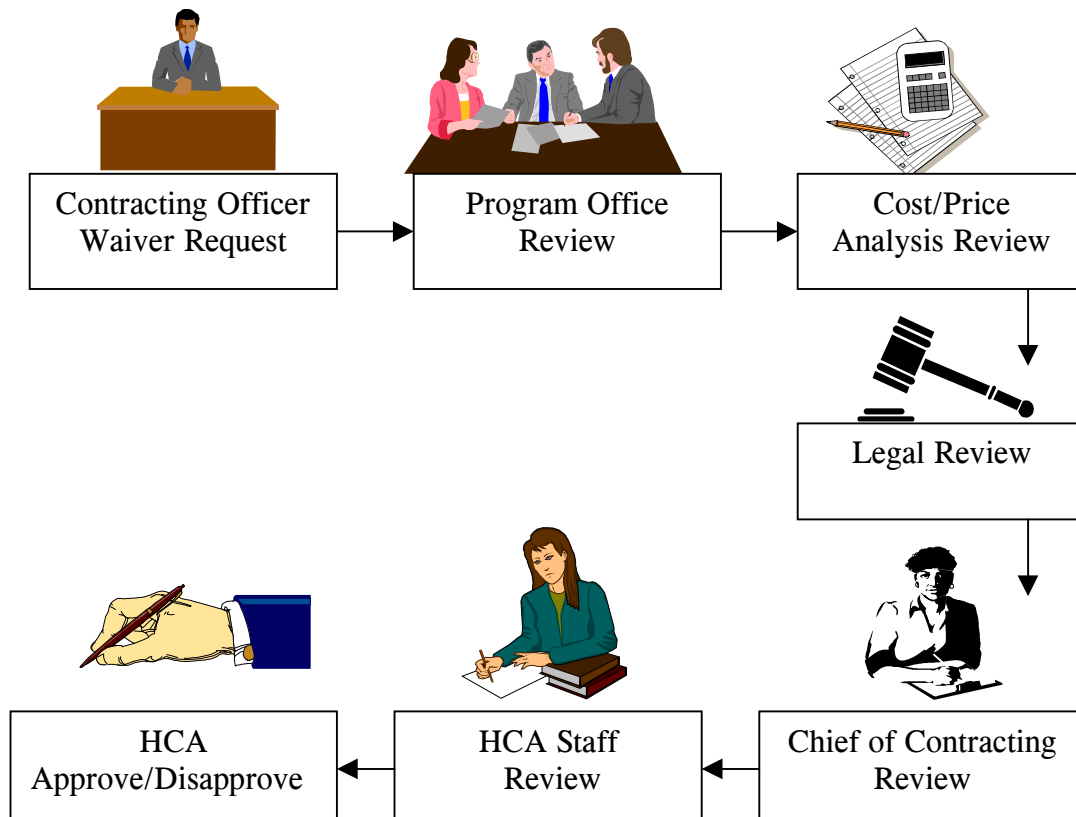 Contracting Officer
Waiver Request
Program Office
Review
Cost/Price
Analysis Review
Legal Review
Chief of Contracting
Review
HCA Staff
Review
HCA
Approve/Disapprove